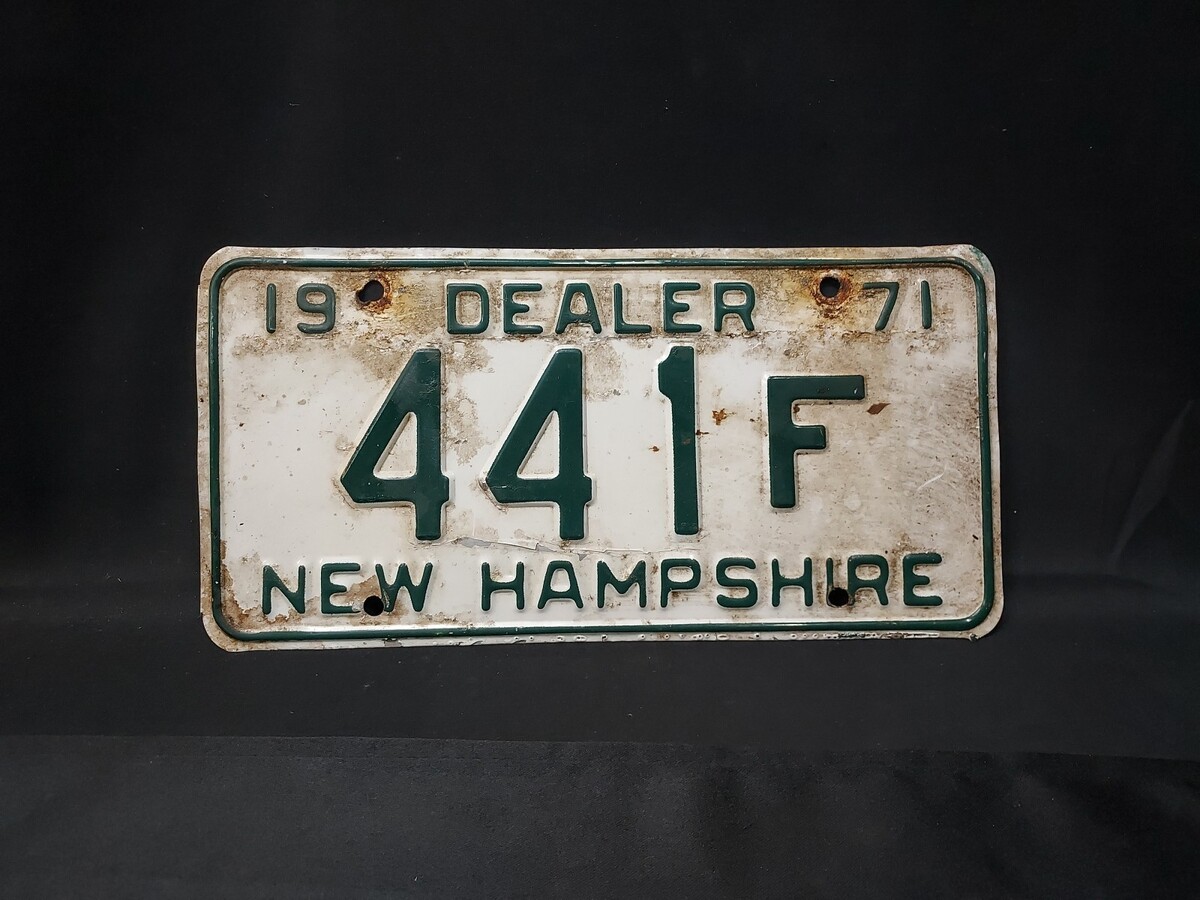 19 DEALER 71
441F
NEW HAMPSHIRE